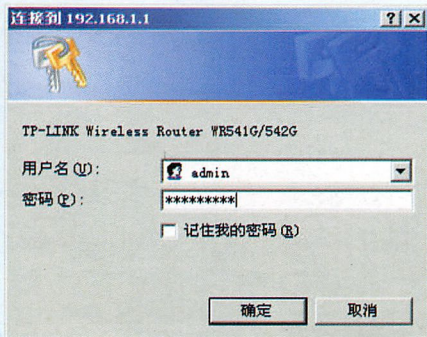 连接到 192.168.1.1
TP-LINK Wireless Router WR541G/542G
用户名(U): admin
密码(P): *********
记住我的密码(R)
确定 取消